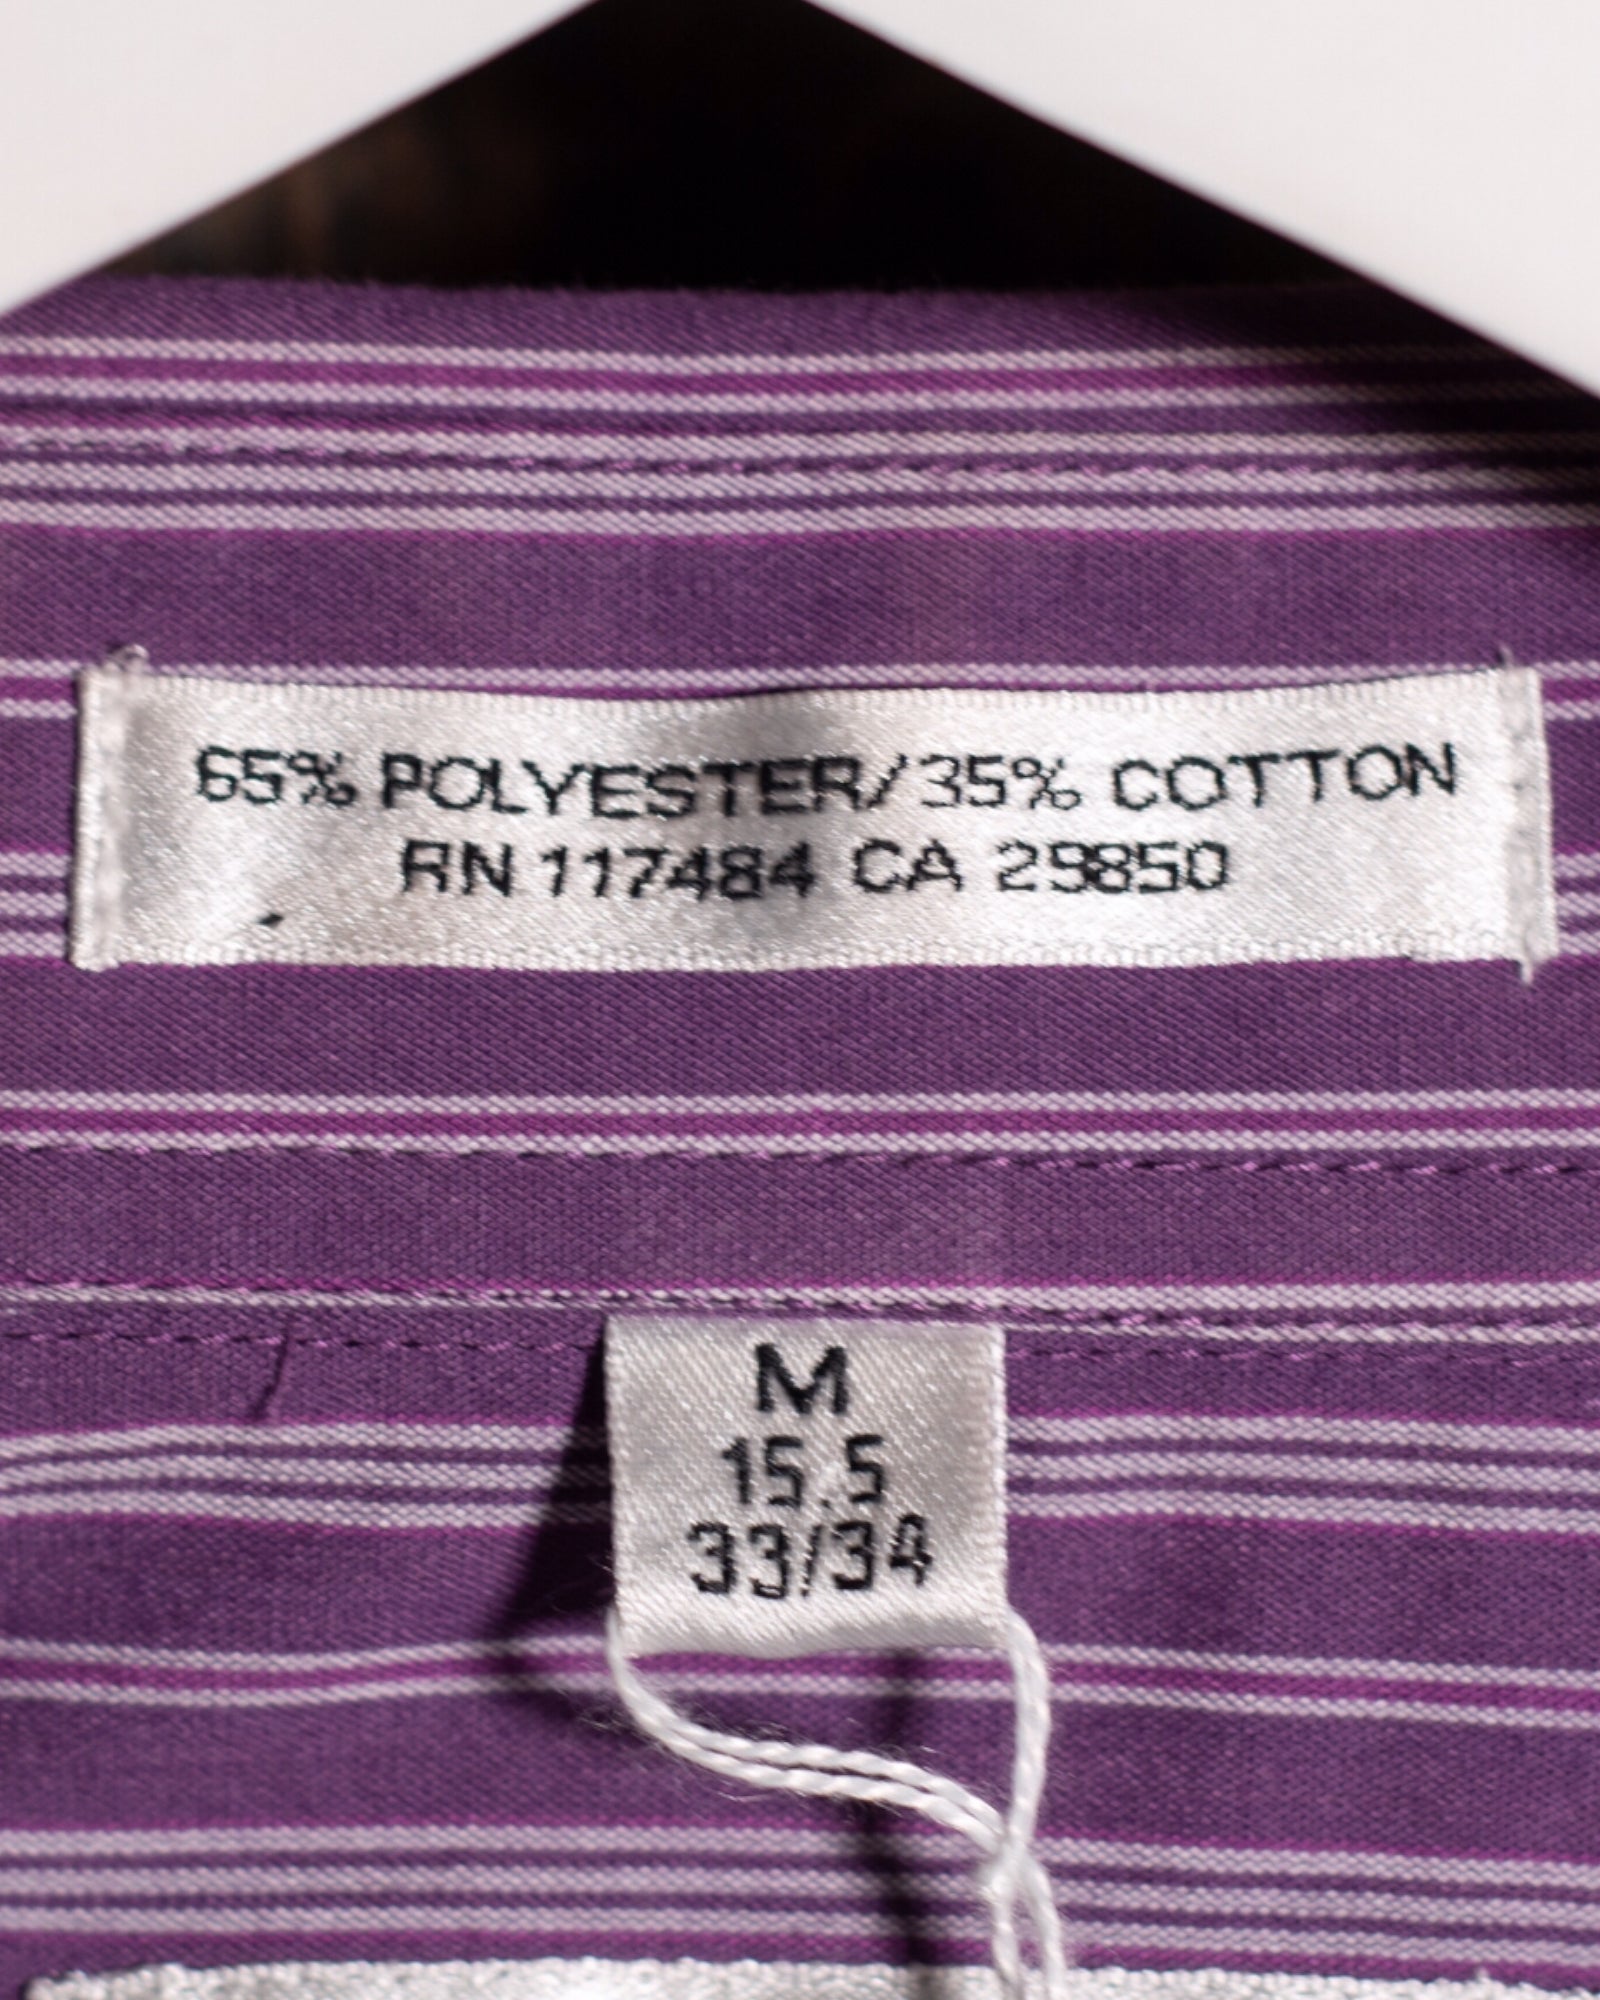 65% POLYESTER/35% COTTON
RN 117484 CA 29850
M
15.5
33/34